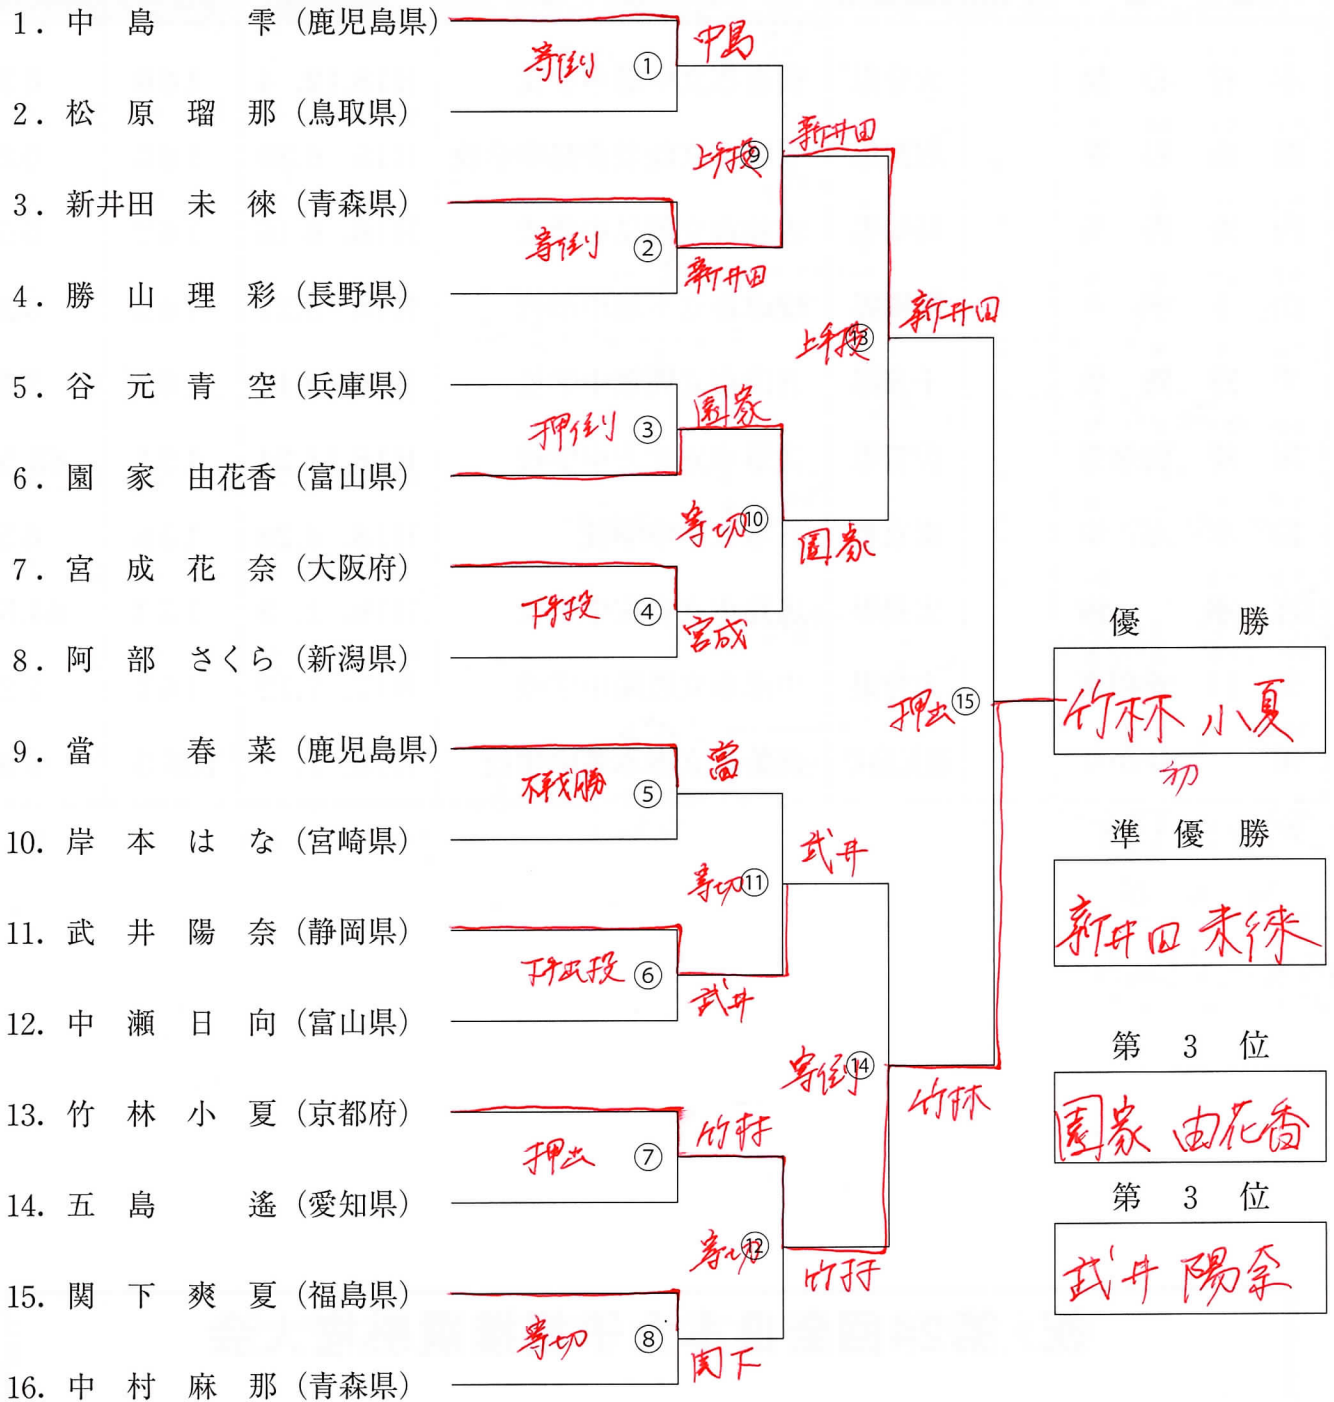 1. 中島 雫 (鹿児島県)
寄倒 ① 中島
2. 松原瑠那 (鳥取県)
上手投 ⑨ 新井田
3. 新井田 未徠 (青森県)
寄倒 ② 新井田
4. 勝山理彩 (長野県)
上手投 ⑬ 新井田
5. 谷元青空 (兵庫県)
押倒 ③ 園家
6. 園家 由花香 (富山県)
寄切 ⑩ 園家
7. 宮成花奈 (大阪府)
下手投 ④ 宮成
8. 阿部さくら (新潟県)
押出 ⑮
9. 當 春菜 (鹿児島県)
不戦勝 ⑤ 當
10. 岸本はな (宮崎県)
寄切 ⑪ 武井
11. 武井陽奈 (静岡県)
下手出投 ⑥ 武井
12. 中瀬日向 (富山県)
寄倒 ⑭ 竹林
13. 竹林小夏 (京都府)
押出 ⑦ 竹林
14. 五島 遙 (愛知県)
寄切 ⑫ 竹林
15. 関下爽夏 (福島県)
寄切 ⑧ 関下
16. 中村麻那 (青森県)
優勝
竹林 小夏
初
準優勝
新井田 未徠
第3位
園家 由花香
第3位
武井 陽奈